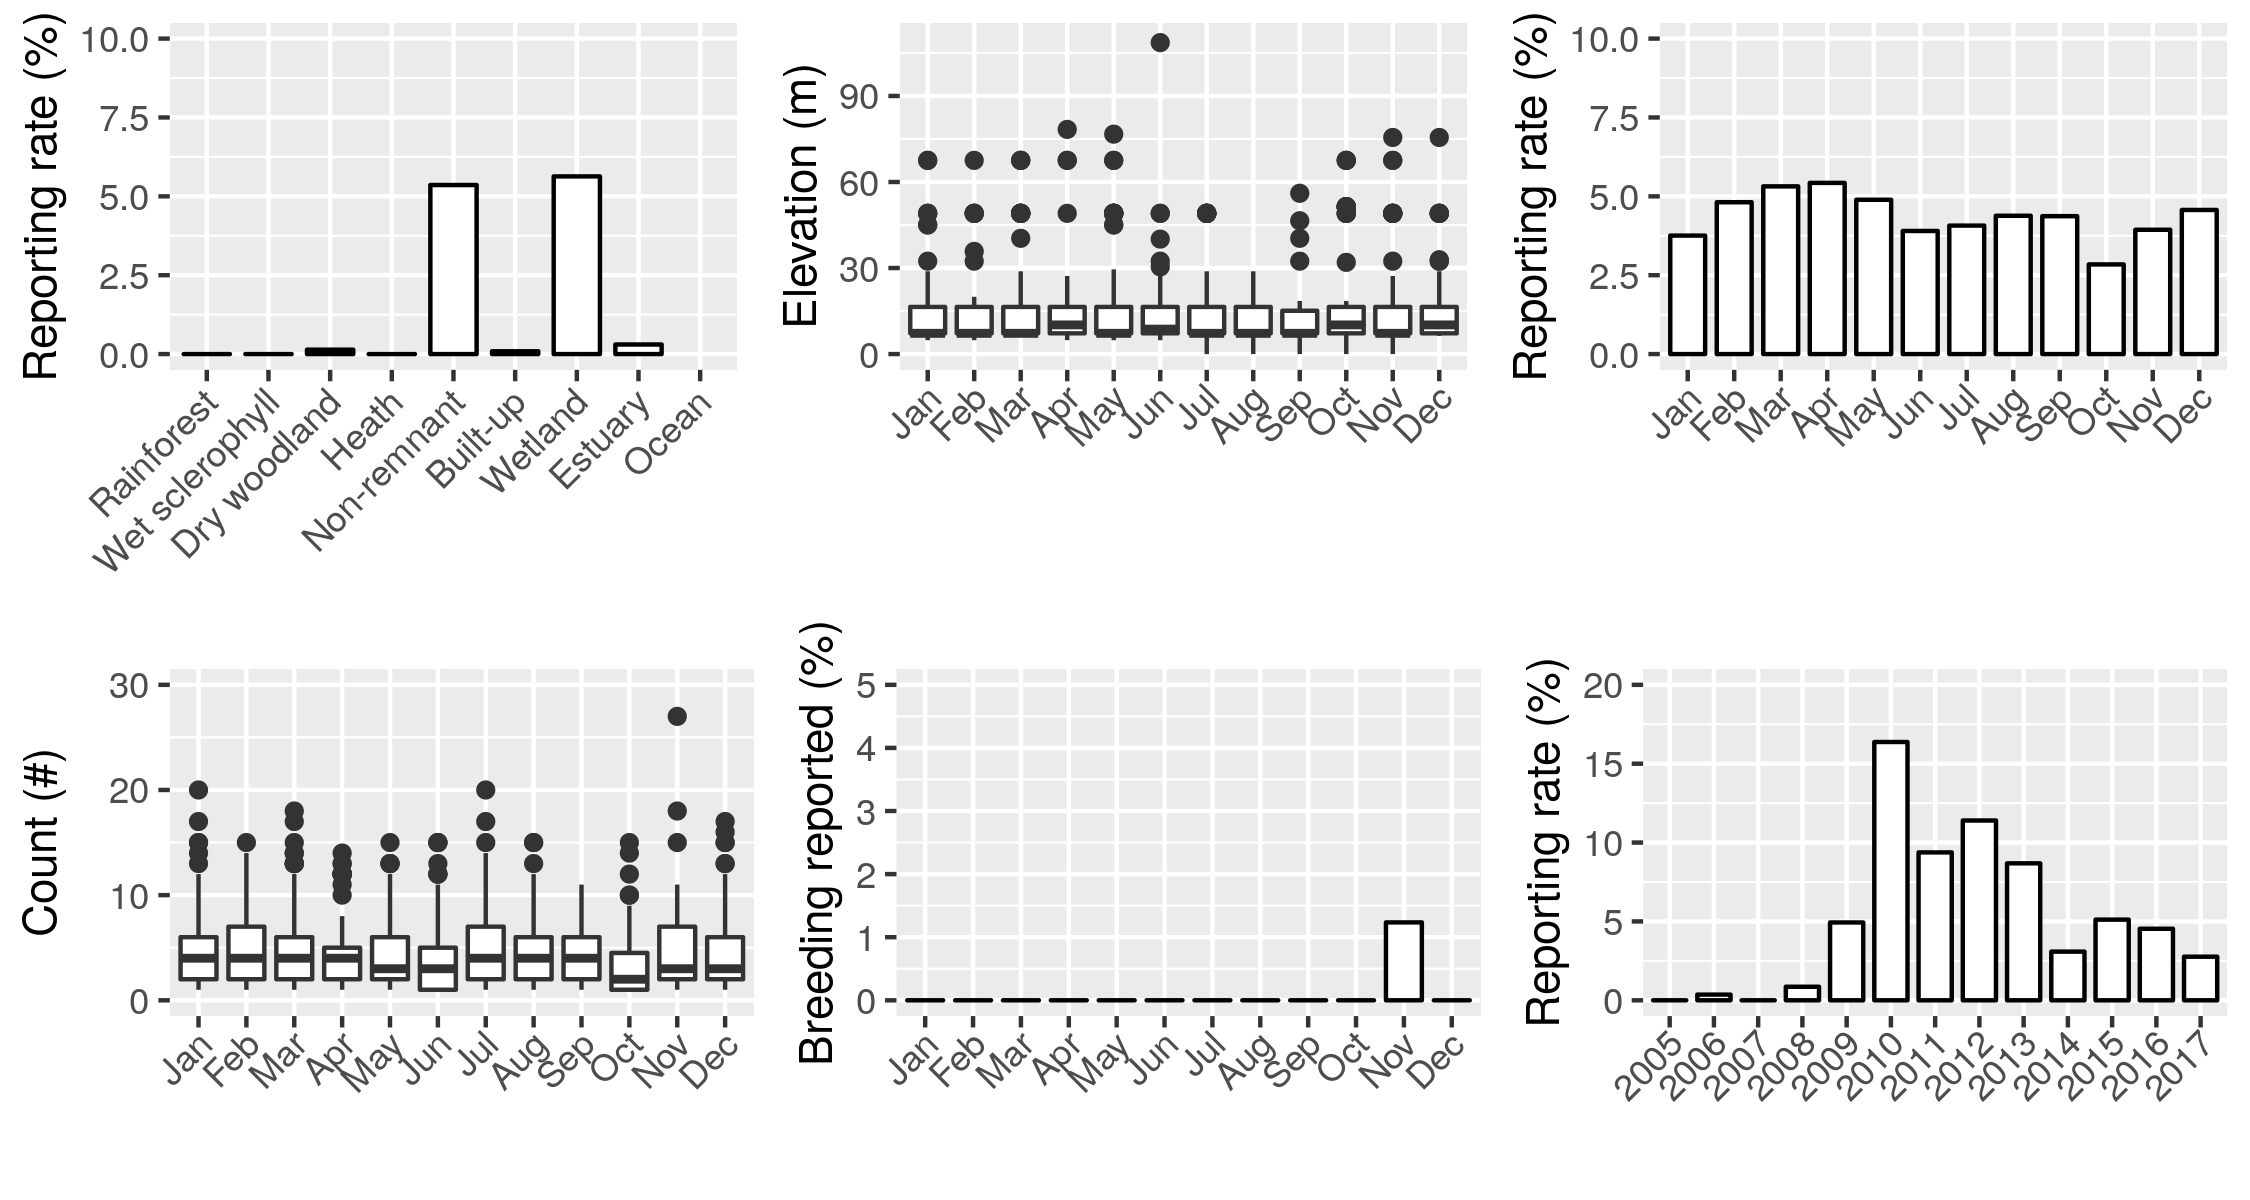 Reporting rate (%)
10.0
7.5
5.0
2.5
0.0
Rainforest
Wet sclerophyll
Dry woodland
Heath
Non-remnant
Built-up
Wetland
Estuary
Ocean
Elevation (m)
90
60
30
0
Jan
Feb
Mar
Apr
May
Jun
Jul
Aug
Sep
Oct
Nov
Dec
Reporting rate (%)
10.0
7.5
5.0
2.5
0.0
Jan
Feb
Mar
Apr
May
Jun
Jul
Aug
Sep
Oct
Nov
Dec
Count (#)
30
20
10
0
Jan
Feb
Mar
Apr
May
Jun
Jul
Aug
Sep
Oct
Nov
Dec
Breeding reported (%)
5
4
3
2
1
0
Jan
Feb
Mar
Apr
May
Jun
Jul
Aug
Sep
Oct
Nov
Dec
Reporting rate (%)
20
15
10
5
0
2005
2006
2007
2008
2009
2010
2011
2012
2013
2014
2015
2016
2017